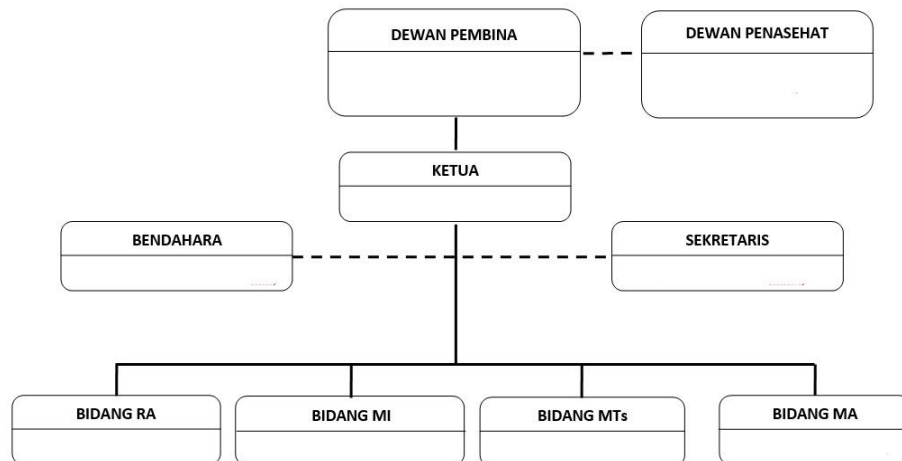 DEWAN PEMBINA
DEWAN PENASEHAT
KETUA
BENDAHARA
SEKRETARIS
BIDANG RA
BIDANG MI
BIDANG MTs
BIDANG MA